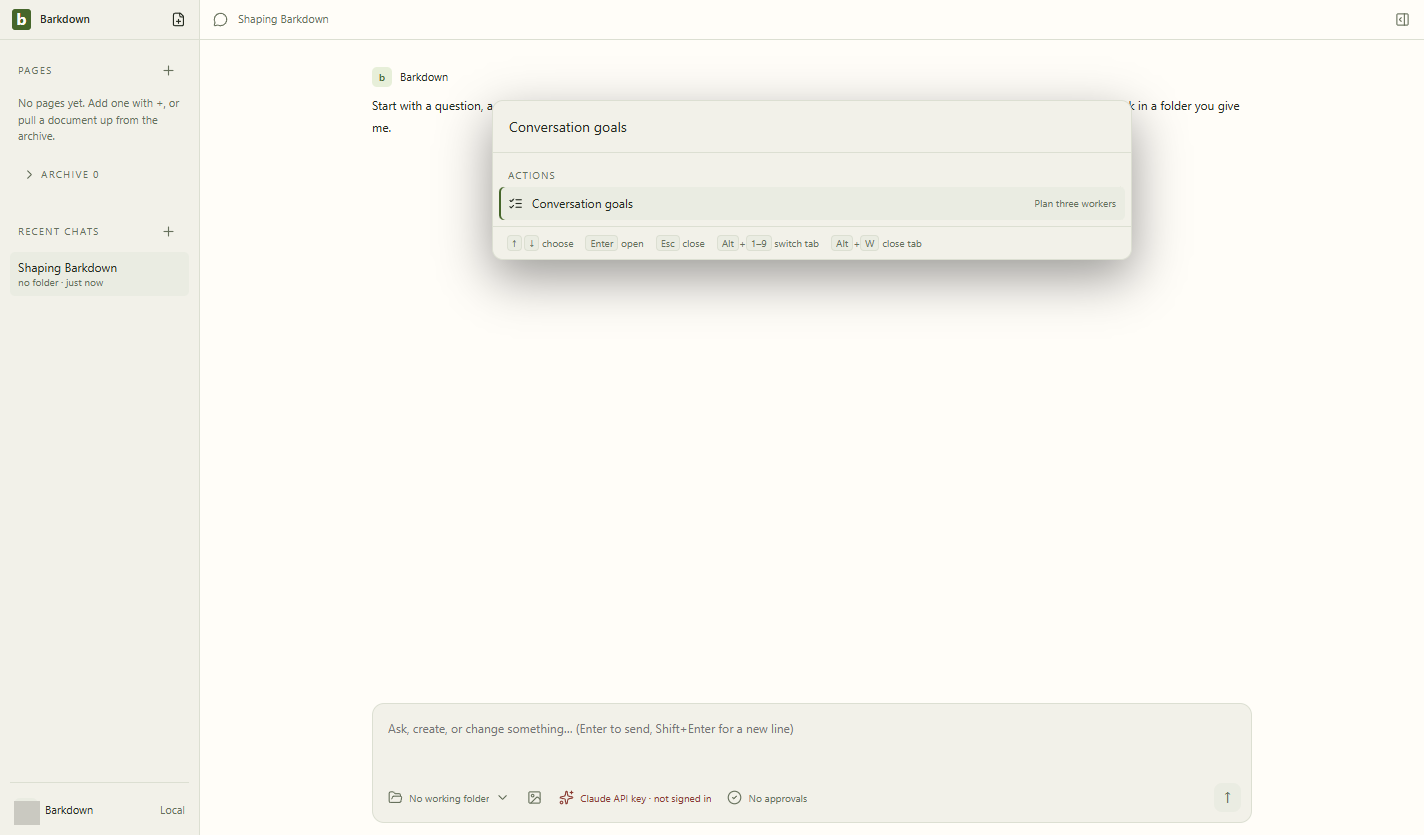 b Barkdown
Shaping Barkdown
PAGES
No pages yet. Add one with +, or
pull a document up from the
archive.
ARCHIVE 0
RECENT CHATS
Shaping Barkdown
no folder · just now
Barkdown Local
b Barkdown
Start with a question, a
k in a folder you give
me.
Conversation goals
ACTIONS
Conversation goals Plan three workers
↑ ↓ choose Enter open Esc close Alt + 1–9 switch tab Alt + W close tab
Ask, create, or change something... (Enter to send, Shift+Enter for a new line)
No working folder Claude API key · not signed in No approvals